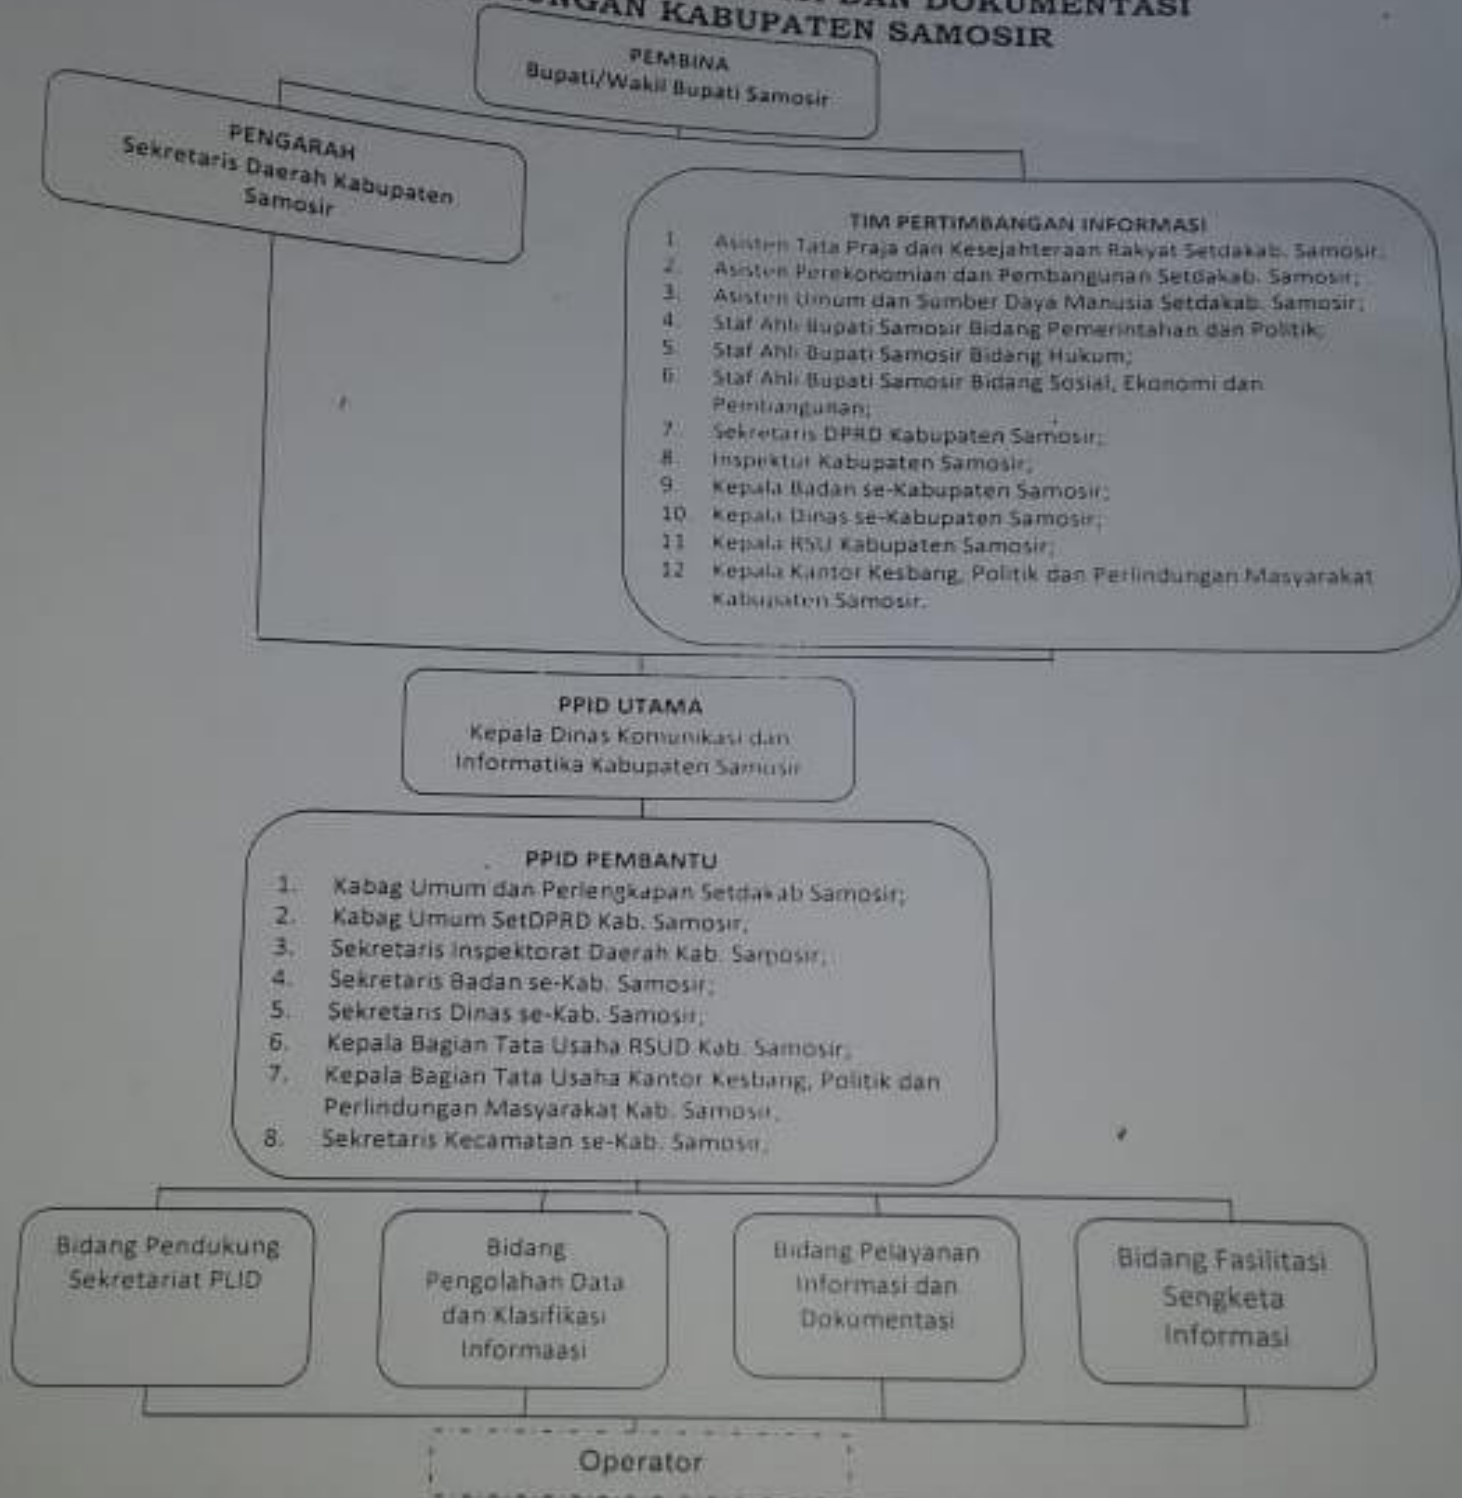 DAN DOKUMENTASI
KABUPATEN SAMOSIR
PEMBINA
Bupati/Wakil Bupati Samosir
PENGARAH
Sekretaris Daerah Kabupaten
Samosir
TIM PERTIMBANGAN INFORMASI
1. Asisten Tata Praja dan Kesejahteraan Rakyat Setdakab. Samosir;
2. Asisten Perekonomian dan Pembangunan Setdakab. Samosir;
3. Asisten Umum dan Sumber Daya Manusia Setdakab. Samosir;
4. Staf Ahli Bupati Samosir Bidang Pemerintahan dan Politik;
5. Staf Ahli Bupati Samosir Bidang Hukum;
6. Staf Ahli Bupati Samosir Bidang Sosial, Ekonomi dan
Pembangunan;
7. Sekretaris DPRD Kabupaten Samosir;
8. Inspektur Kabupaten Samosir;
9. Kepala Badan se-Kabupaten Samosir;
10. Kepala Dinas se-Kabupaten Samosir;
11 Kepala RSU Kabupaten Samosir;
12 Kepala Kantor Kesbang, Politik dan Perlindungan Masyarakat
Kabupaten Samosir.
PPID UTAMA
Kepala Dinas Komunikasi dan
Informatika Kabupaten Samosir
PPID PEMBANTU
1. Kabag Umum dan Perlengkapan Setdakab Samosir;
2. Kabag Umum SetDPRD Kab. Samosir;
3. Sekretaris Inspektorat Daerah Kab. Samosir;
4. Sekretaris Badan se-Kab. Samosir;
5. Sekretaris Dinas se-Kab. Samosir;
6. Kepala Bagian Tata Usaha RSUD Kab. Samosir;
7. Kepala Bagian Tata Usaha Kantor Kesbang, Politik dan
Perlindungan Masyarakat Kab. Samosir;
8. Sekretaris Kecamatan se-Kab. Samosir;
Bidang Pendukung
Sekretariat PLID
Bidang
Pengolahan Data
dan Klasifikasi
Informaasi
Bidang Pelayanan
Informasi dan
Dokumentasi
Bidang Fasilitasi
Sengketa
Informasi
Operator